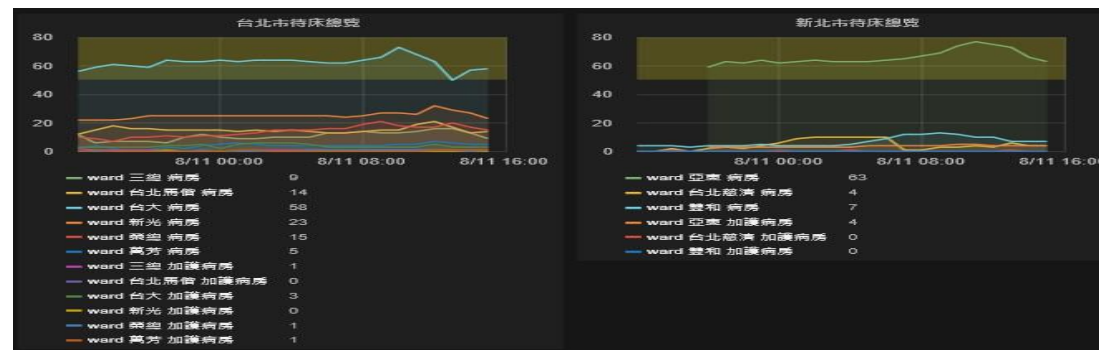 台北市待床總覽
80
60
40
20
0
8/11 00:00 8/11 08:00 8/11 16:00
ward 三總 病房 9
ward 台北馬偕 病房 14
ward 台大 病房 58
ward 新光 病房 23
ward 榮總 病房 15
ward 萬芳 病房 5
ward 三總 加護病房 1
ward 台北馬偕 加護病房 0
ward 台大 加護病房 3
ward 新光 加護病房 0
ward 榮總 加護病房 1
ward 萬芳 加護病房 1
新北市待床總覽
80
60
40
20
0
8/11 00:00 8/11 08:00 8/11 16:0
ward 亞東 病房 63
ward 台北慈濟 病房 4
ward 雙和 病房 7
ward 亞東 加護病房 4
ward 台北慈濟 加護病房 0
ward 雙和 加護病房 0